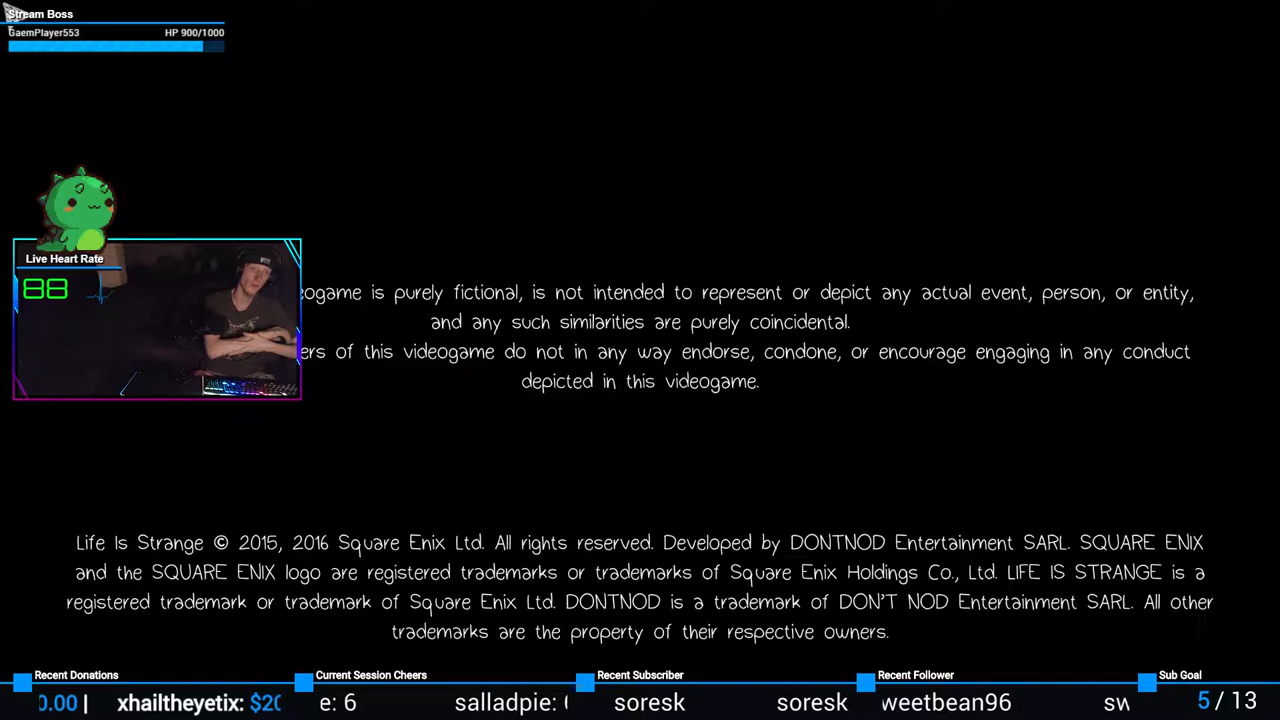 Stream Boss
GaemPlayer553 HP 900/1000
Live Heart Rate
88
is purely fictional, is not intended to represent or depict any actual event, person, or entity,
and any such similarities are purely coincidental.
of this videogame do not in any way endorse, condone, or encourage engaging in any conduct
depicted in this videogame.
Life Is Strange © 2015, 2016 Square Enix Ltd. All rights reserved. Developed by DONTNOD Entertainment SARL. SQUARE ENIX
and the SQUARE ENIX logo are registered trademarks or trademarks of Square Enix Holdings Co., Ltd. LIFE IS STRANGE is a
registered trademark or trademark of Square Enix Ltd. DONTNOD is a trademark of DON'T NOD Entertainment SARL. All other
trademarks are the property of their respective owners.
Recent Donations Current Session Cheers Recent Subscriber Recent Follower Sub Goal
0.00 | xhailtheyetix: $20 e: 6 salladpie: soresk soresk weetbean96 sw 5 / 13